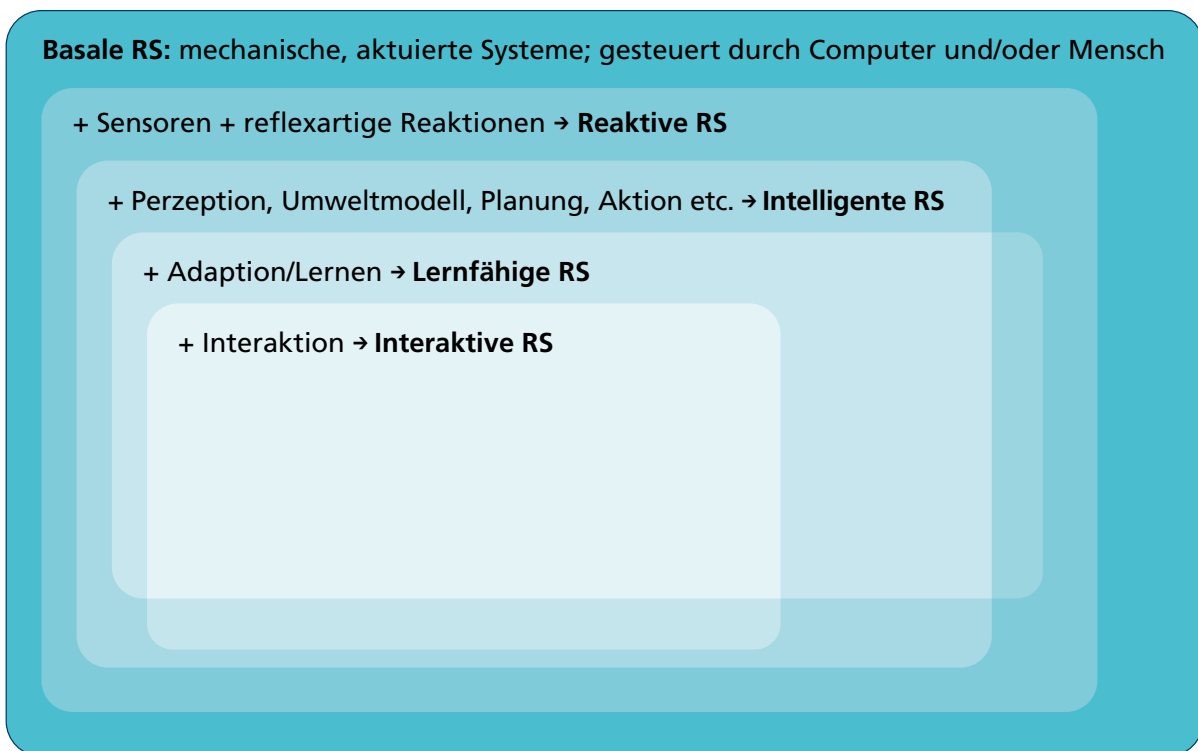 Basale RS: mechanische, aktuierte Systeme; gesteuert durch Computer und/oder Mensch
+ Sensoren + reflexartige Reaktionen → Reaktive RS
+ Perzeption, Umweltmodell, Planung, Aktion etc. → Intelligente RS
+ Adaption/Lernen → Lernfähige RS
+ Interaktion → Interaktive RS